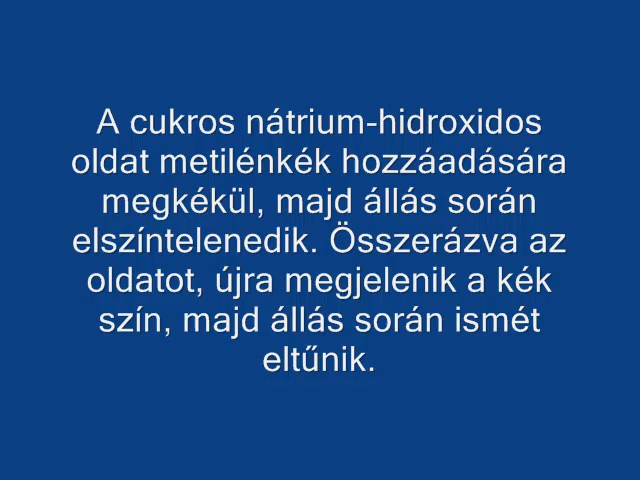 A cukros nátrium-hidroxidos
oldat metilénkék hozzáadására
megkékül, majd állás során
elszíntelenedik. Összerázva az
oldatot, újra megjelenik a kék
szín, majd állás során ismét
eltűnik.